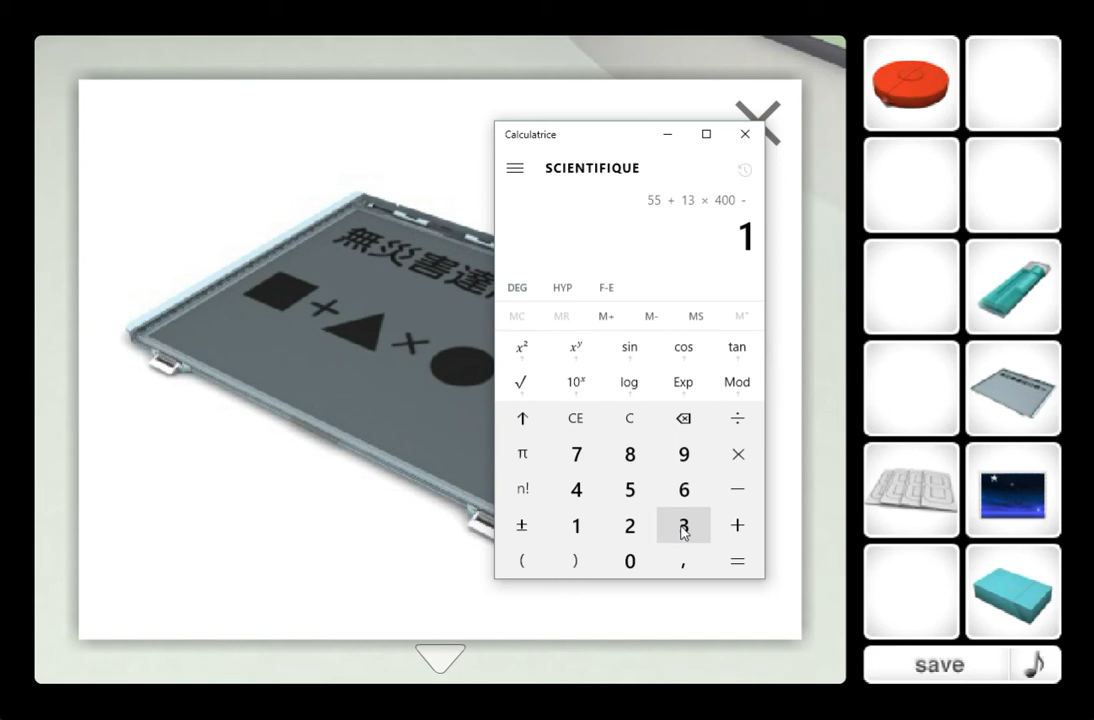 Calculatrice
SCIENTIFIQUE
55 + 13 × 400 -
1
DEG HYP F-E
MC MR M+ M- MS M˅
x² xʸ sin cos tan
√ 10ˣ log Exp Mod
↑ CE C ⌫ ÷
π 7 8 9 ×
n! 4 5 6 −
± 1 2 3 +
( ) 0 , =
無災害達
■+▲×●
save